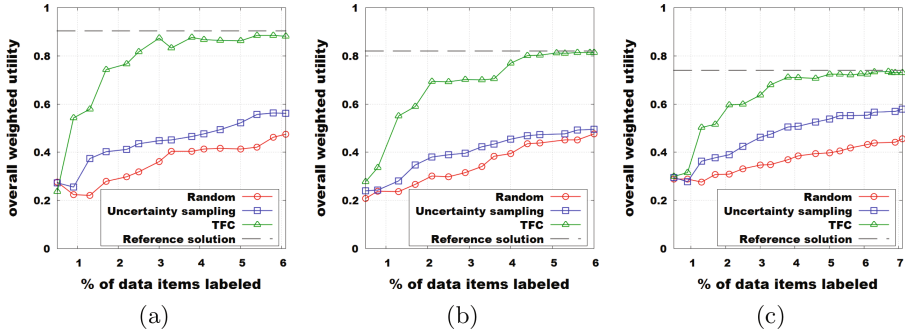 overall weighted utility
1
0.8
0.6
0.4
0.2
0
1 2 3 4 5 6
% of data items labeled
Random
Uncertainty sampling
TFC
Reference solution
(a)
overall weighted utility
1
0.8
0.6
0.4
0.2
0
1 2 3 4 5 6
% of data items labeled
Random
Uncertainty sampling
TFC
Reference solution
(b)
overall weighted utility
1
0.8
0.6
0.4
0.2
0
1 2 3 4 5 6 7
% of data items labeled
Random
Uncertainty sampling
TFC
Reference solution
(c)